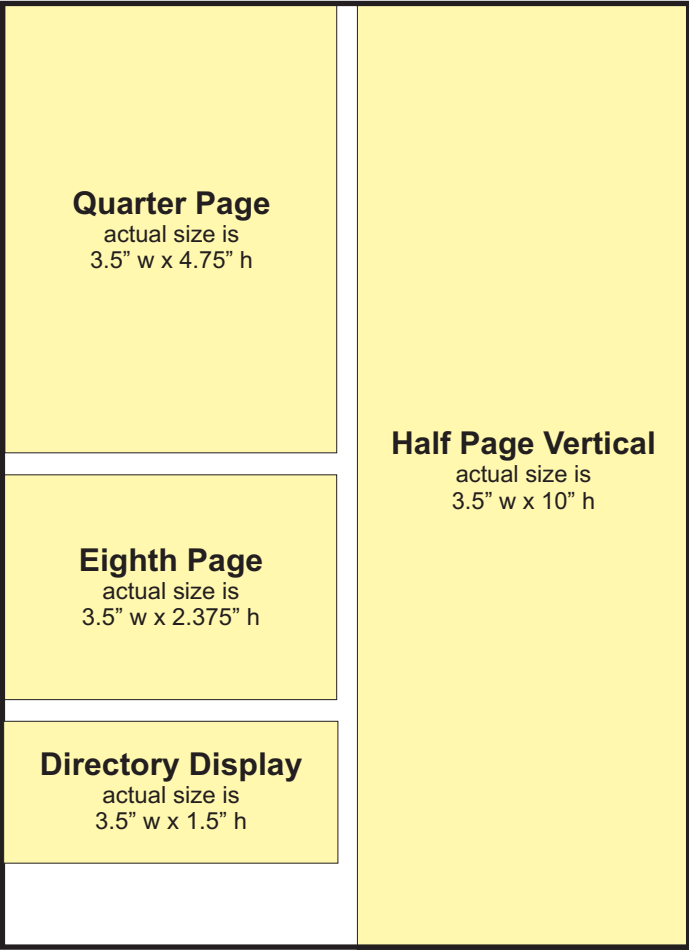 Quarter Page
actual size is
3.5” w x 4.75” h
Eighth Page
actual size is
3.5” w x 2.375” h
Directory Display
actual size is
3.5” w x 1.5” h
Half Page Vertical
actual size is
3.5” w x 10” h